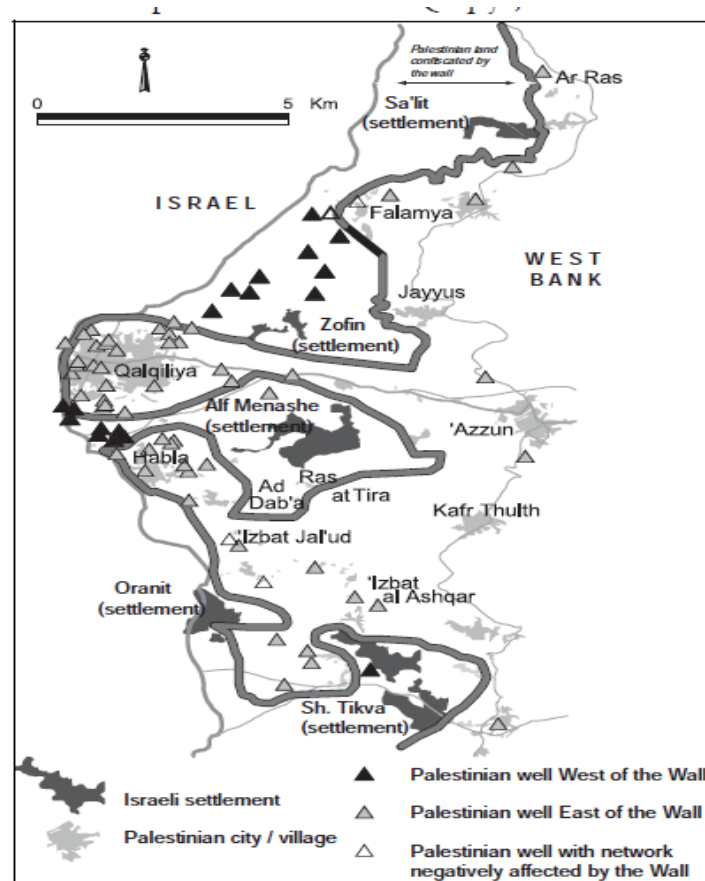 Palestinian land
confiscated by
the wall
Ar Ras
0 5 Km
Sa'lit
(settlement)
ISRAEL
Falamya
WEST
BANK
Jayyus
Zofin
(settlement)
Qalqiliya
Alf Menashe
(settlement)
'Azzun
Habla
Ras
at Tira
Ad
Dab'a
Kafr Thulth
'Izbat Jal'ud
'Izbat
al Ashqar
Oranit
(settlement)
Sh. Tikva
(settlement)
Israeli settlement
Palestinian city / village
Palestinian well West of the Wall
Palestinian well East of the Wall
Palestinian well with network
negatively affected by the Wall